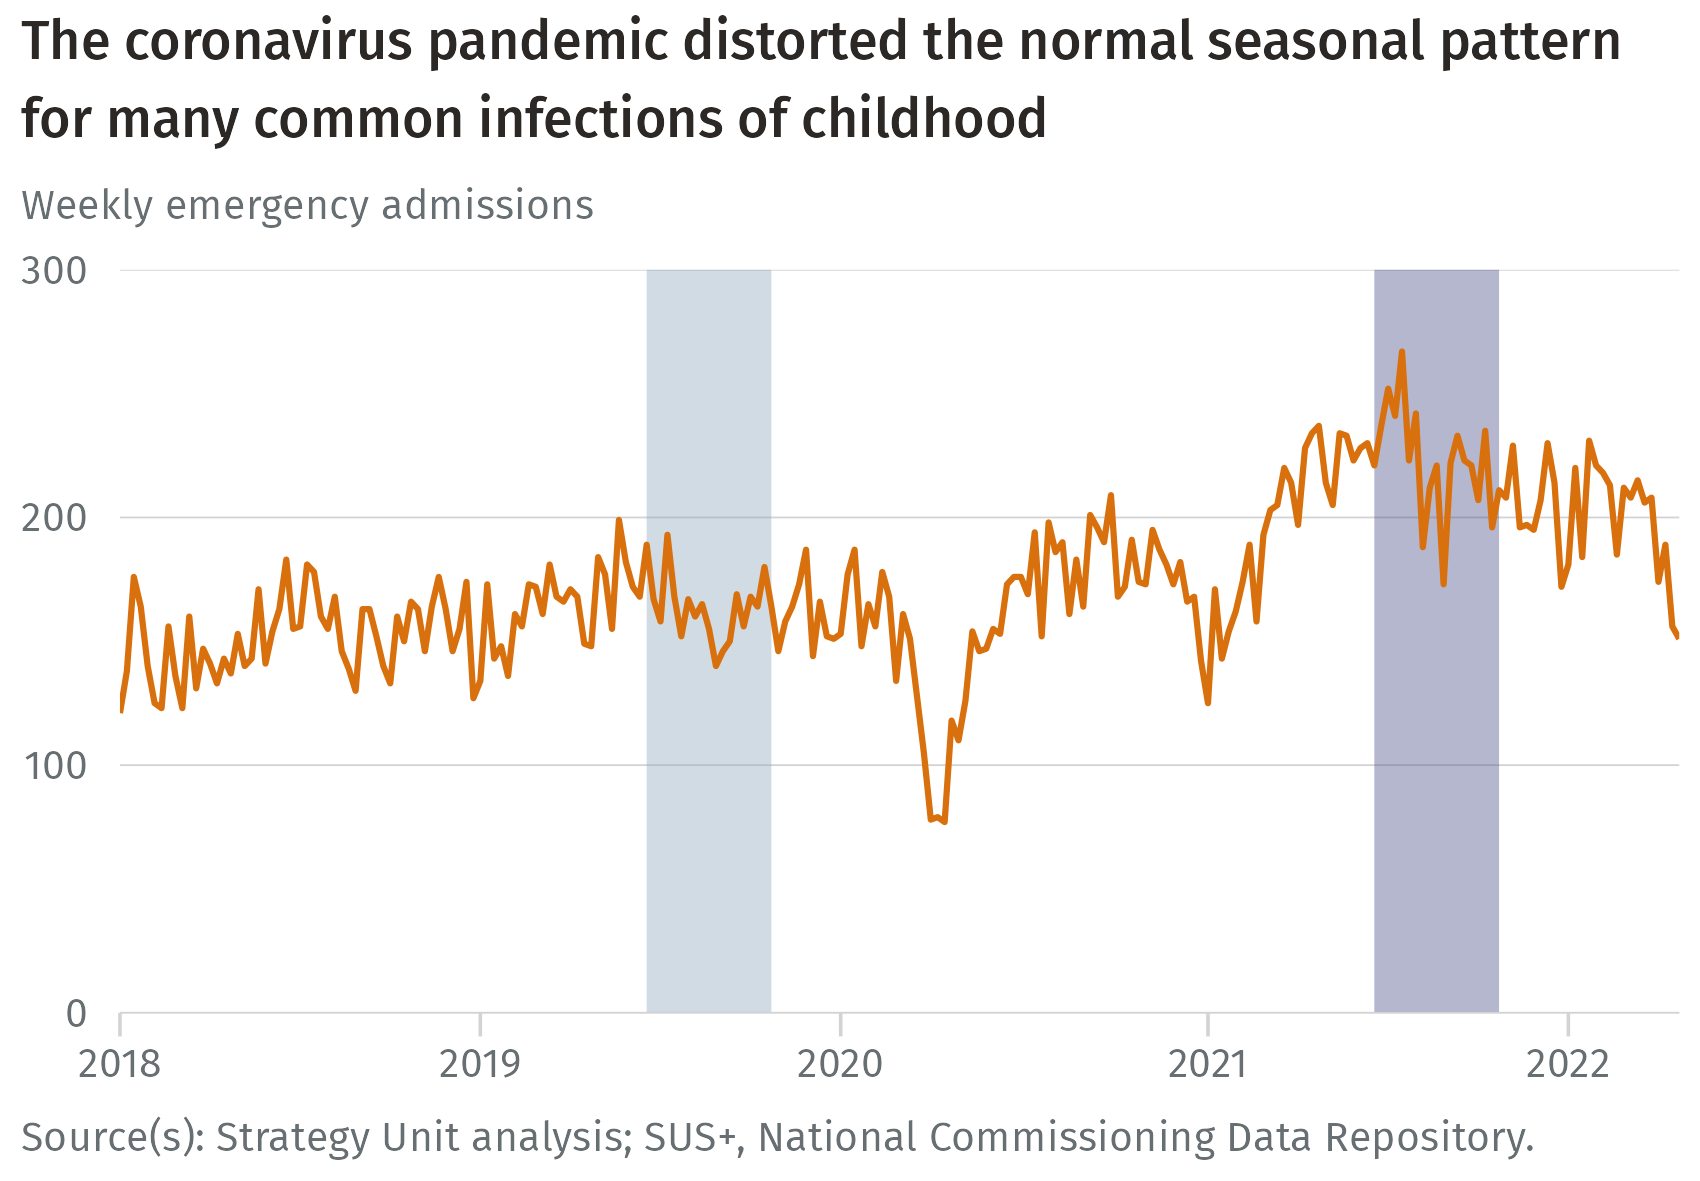 The coronavirus pandemic distorted the normal seasonal pattern
for many common infections of childhood
Weekly emergency admissions
300
200
100
0
2018 2019 2020 2021 2022
Source(s): Strategy Unit analysis; SUS+, National Commissioning Data Repository.